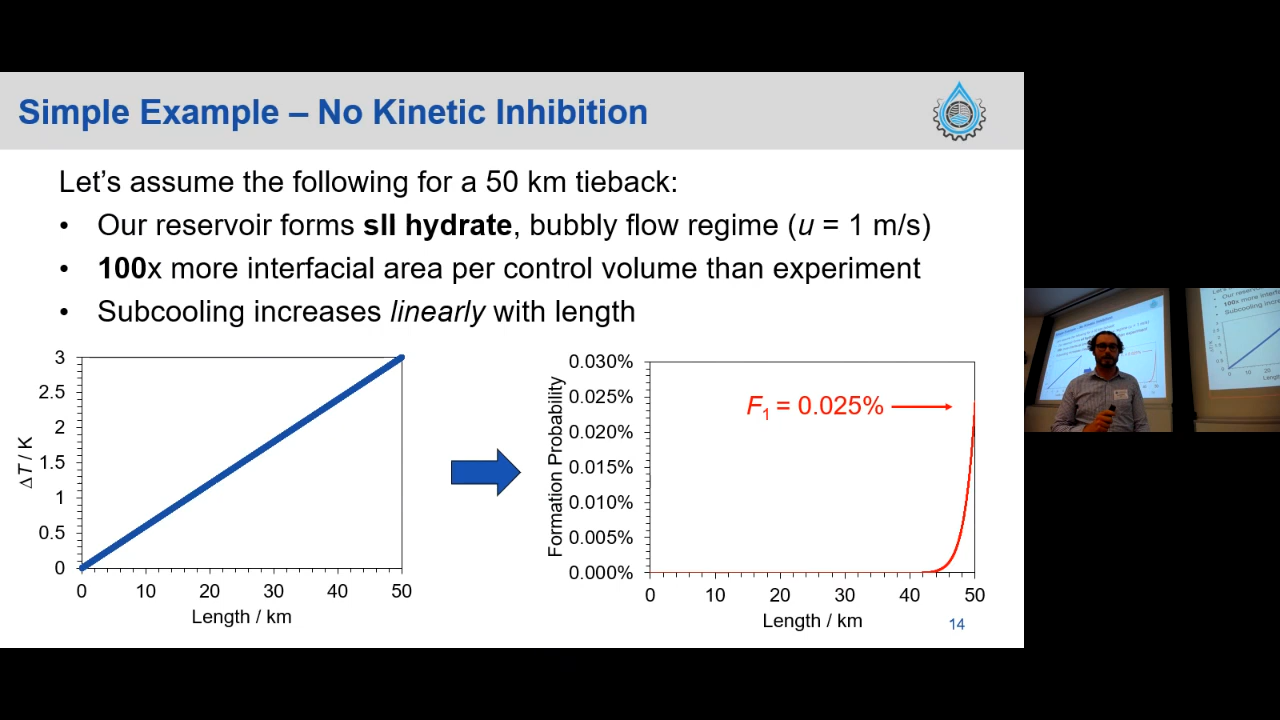 Simple Example – No Kinetic Inhibition
Let's assume the following for a 50 km tieback:
• Our reservoir forms sII hydrate, bubbly flow regime (u = 1 m/s)
• 100x more interfacial area per control volume than experiment
• Subcooling increases linearly with length
3
2.5
2
1.5
1
0.5
0
ΔT / K
0 10 20 30 40 50
Length / km
0.030%
0.025%
0.020%
0.015%
0.010%
0.005%
0.000%
Formation Probability
F1 = 0.025%
0 10 20 30 40 50
Length / km
14